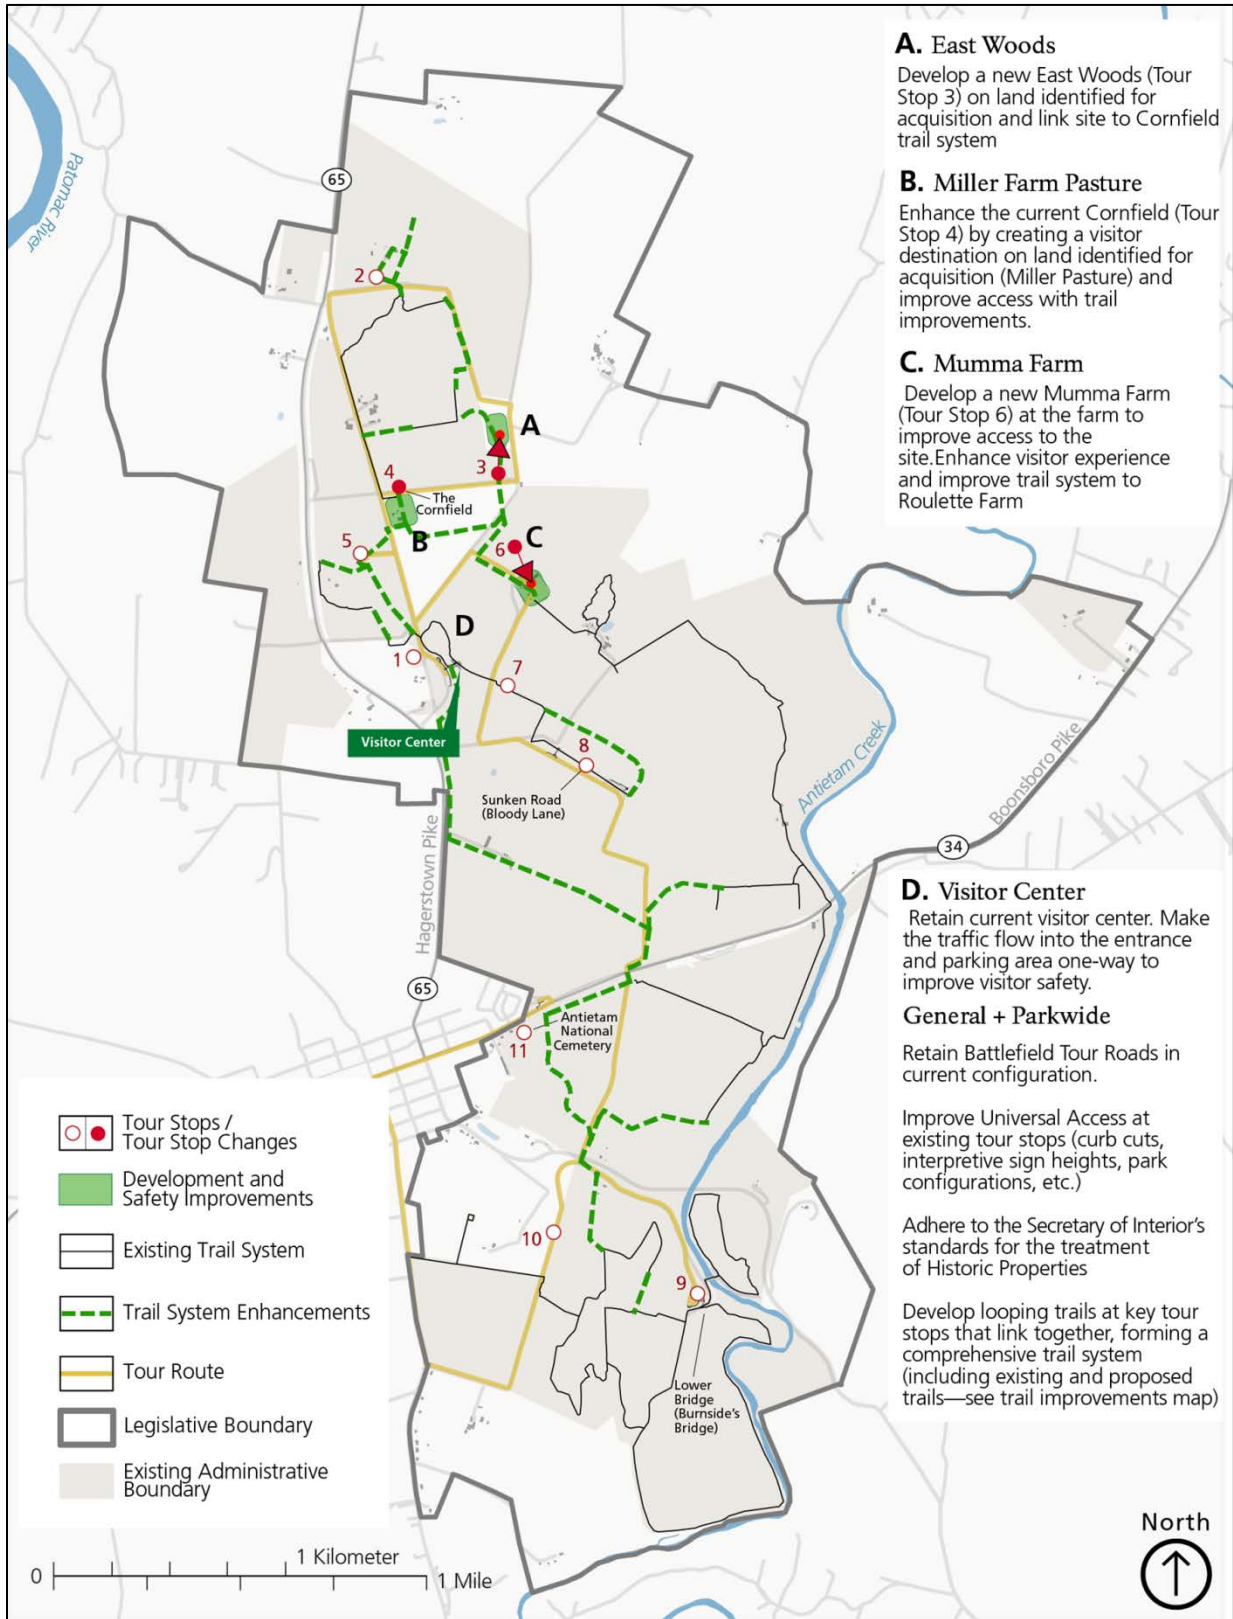 A. East Woods
Develop a new East Woods (Tour
Stop 3) on land identified for
acquisition and link site to Cornfield
trail system
B. Miller Farm Pasture
Enhance the current Cornfield (Tour
Stop 4) by creating a visitor
destination on land identified for
acquisition (Miller Pasture) and
improve access with trail
improvements.
C. Mumma Farm
Develop a new Mumma Farm
(Tour Stop 6) at the farm to
improve access to the
site.Enhance visitor experience
and improve trail system to
Roulette Farm
Patomac River
65
2
A
4
3
The
Cornfield
5
B
6
C
D
1
7
Visitor Center
8
Sunken Road
(Bloody Lane)
Antietam Creek
Boonsboro Pike
34
Hagerstown Pike
65
Antietam
National
Cemetery
11
10
9
Lower
Bridge
(Burnside's
Bridge)
D. Visitor Center
Retain current visitor center. Make
the traffic flow into the entrance
and parking area one-way to
improve visitor safety.
General + Parkwide
Retain Battlefield Tour Roads in
current configuration.
Improve Universal Access at
existing tour stops (curb cuts,
interpretive sign heights, park
configurations, etc.)
Adhere to the Secretary of Interior's
standards for the treatment
of Historic Properties
Develop looping trails at key tour
stops that link together, forming a
comprehensive trail system
(including existing and proposed
trails—see trail improvements map)
Tour Stops /
Tour Stop Changes
Development and
Safety Improvements
Existing Trail System
Trail System Enhancements
Tour Route
Legislative Boundary
Existing Administrative
Boundary
0
1 Kilometer
1 Mile
North